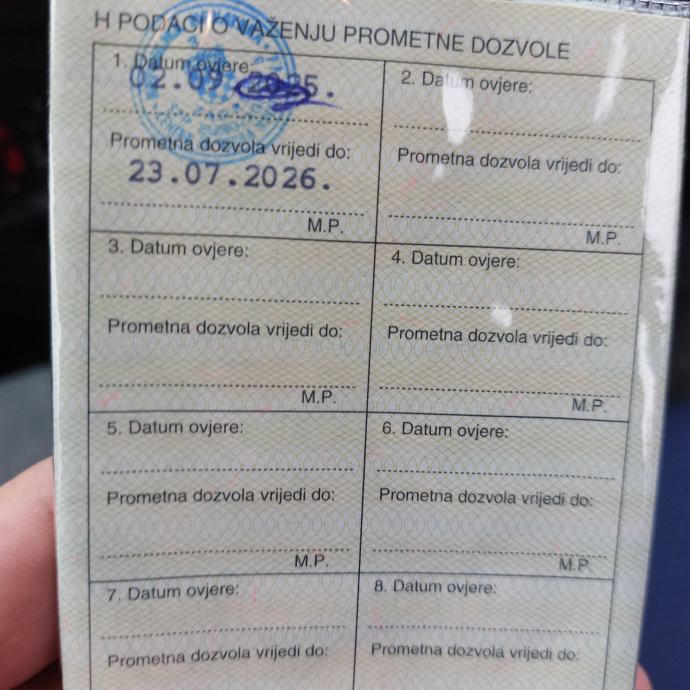 H PODACI O VAŽENJU PROMETNE DOZVOLE
1. Datum ovjere:
02.09.2025.
Prometna dozvola vrijedi do:
23.07.2026.
M.P.
2. Datum ovjere:
Prometna dozvola vrijedi do:
M.P.
3. Datum ovjere:
Prometna dozvola vrijedi do:
M.P.
4. Datum ovjere:
Prometna dozvola vrijedi do:
M.P.
5. Datum ovjere:
Prometna dozvola vrijedi do:
M.P.
6. Datum ovjere:
Prometna dozvola vrijedi do:
M.P.
7. Datum ovjere:
Prometna dozvola vrijedi do:
8. Datum ovjere:
Prometna dozvola vrijedi do: